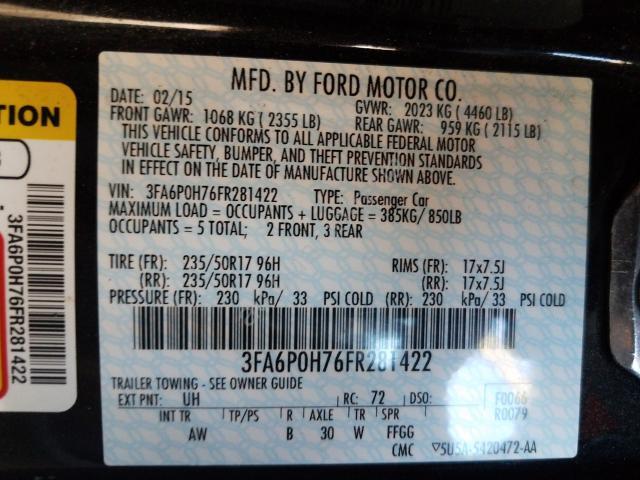 MFD. BY FORD MOTOR CO.
DATE: 02/15 GVWR: 2023 KG ( 4460 LB)
FRONT GAWR: 1068 KG ( 2355 LB) REAR GAWR: 959 KG ( 2115 LB)
THIS VEHICLE CONFORMS TO ALL APPLICABLE FEDERAL MOTOR
VEHICLE SAFETY, BUMPER, AND THEFT PREVENTION STANDARDS
IN EFFECT ON THE DATE OF MANUFACTURE SHOWN ABOVE.
VIN: 3FA6P0H76FR281422 TYPE: Passenger Car
MAXIMUM LOAD = OCCUPANTS + LUGGAGE = 385KG/ 850LB
OCCUPANTS = 5 TOTAL; 2 FRONT, 3 REAR
TIRE (FR): 235/50R17 96H RIMS (FR): 17x7.5J
(RR): 235/50R17 96H (RR): 17x7.5J
PRESSURE (FR): 230 kPa/ 33 PSI COLD (RR): 230 kPa/ 33 PSI COLD
3FA6P0H76FR281422
TRAILER TOWING - SEE OWNER GUIDE
EXT PNT: UH RC: 72 DSO: F0066
INT TR TP/PS R AXLE TR SPR R0079
AW B 30 W FFGG
CMC 5U5A-5420472-AA
TION
3FA6P0H76FR281422